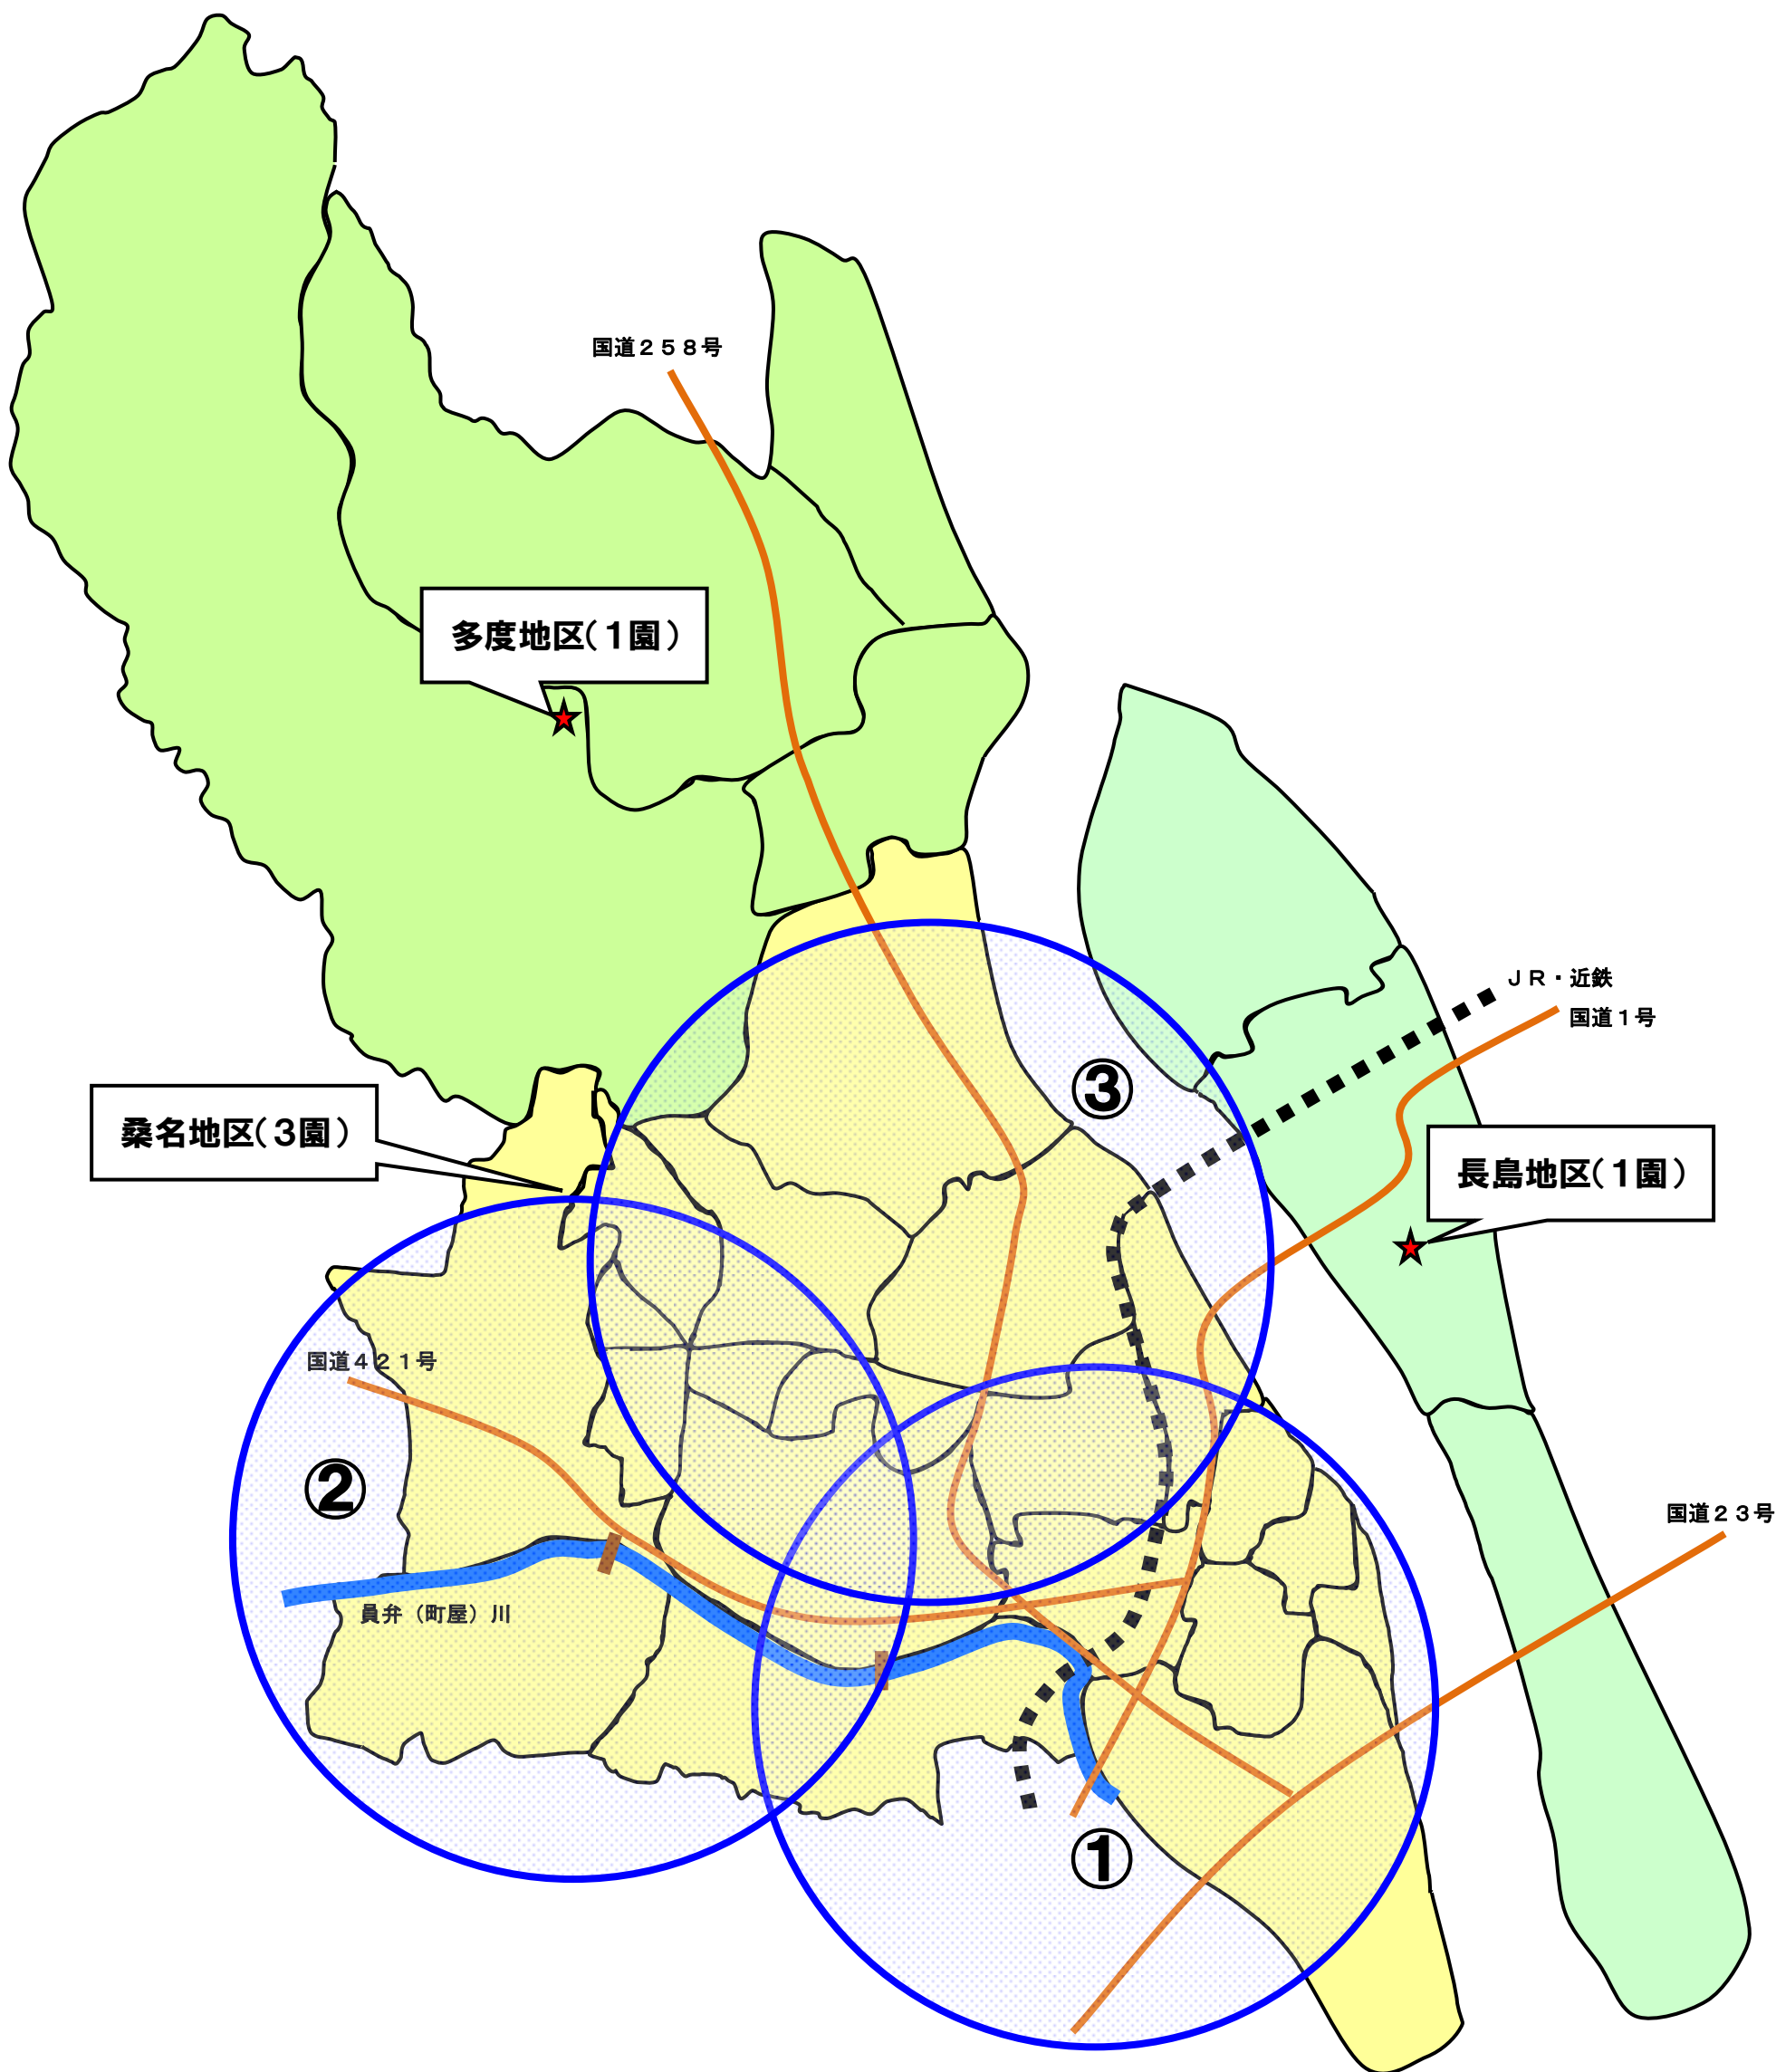 国道２５８号
多度地区（１園）
ＪＲ・近鉄
国道１号
③
桑名地区（３園）
長島地区（１園）
国道４２１号
②
国道２３号
員弁（町屋）川
①